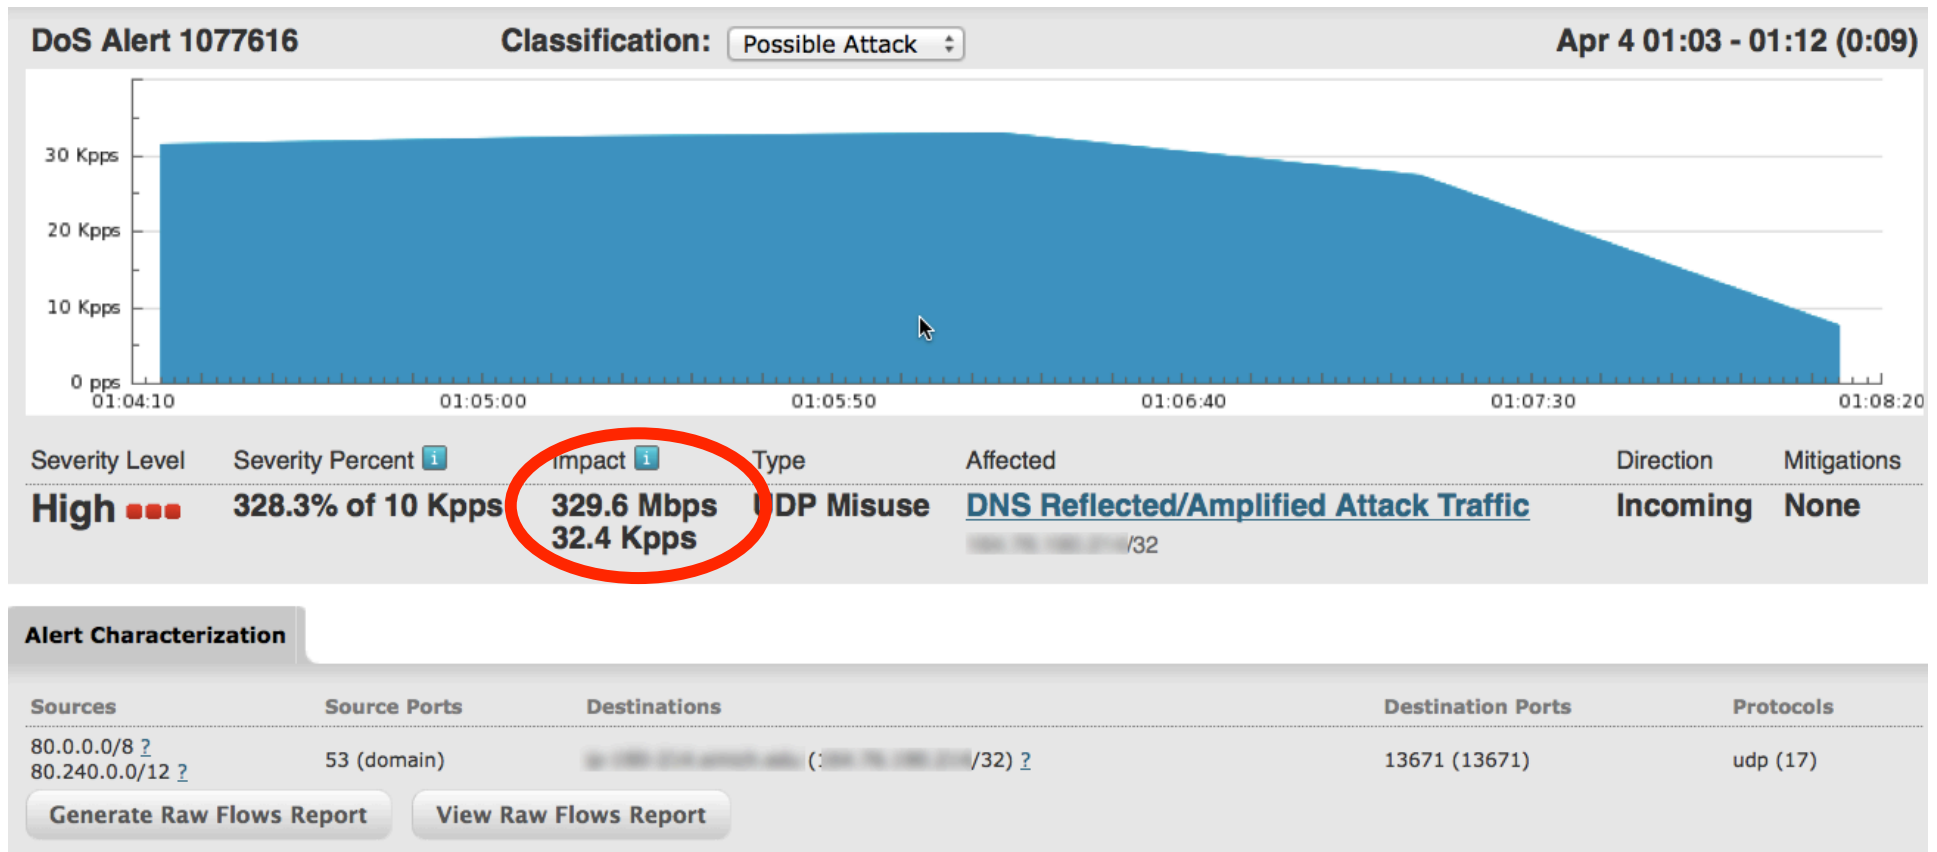 DoS Alert 1077616 Classification: Possible Attack Apr 4 01:03 - 01:12 (0:09)
30 Kpps
20 Kpps
10 Kpps
0 pps
01:04:10 01:05:00 01:05:50 01:06:40 01:07:30 01:08:20
Severity Level Severity Percent i Impact i Type Affected Direction Mitigations
High 328.3% of 10 Kpps 329.6 Mbps UDP Misuse DNS Reflected/Amplified Attack Traffic Incoming None
32.4 Kpps /32
Alert Characterization
Sources Source Ports Destinations Destination Ports Protocols
80.0.0.0/8 ?
53 (domain) ( /32) ? 13671 (13671) udp (17)
80.240.0.0/12 ?
Generate Raw Flows Report View Raw Flows Report